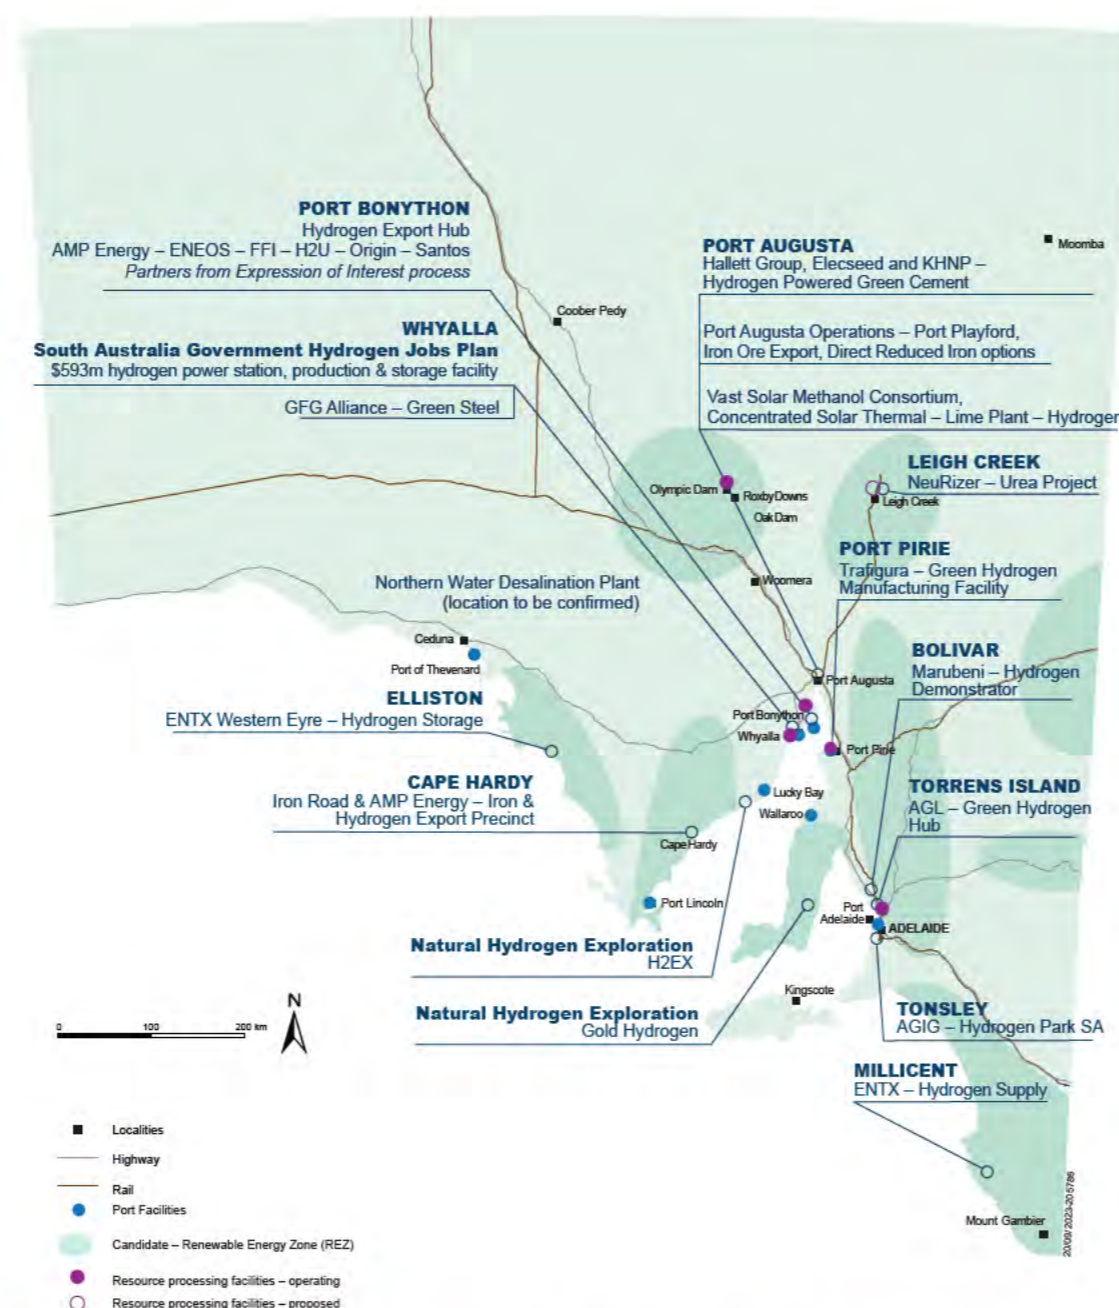 PORT BONYTHON
Hydrogen Export Hub
AMP Energy – ENEOS – FFI – H2U – Origin – Santos
Partners from Expression of Interest process
WHYALLA
South Australia Government Hydrogen Jobs Plan
$593m hydrogen power station, production & storage facility
GFG Alliance – Green Steel
Coober Pedy
Moomba
PORT AUGUSTA
Hallett Group, Elecseed and KHNP –
Hydrogen Powered Green Cement
Port Augusta Operations – Port Playford,
Iron Ore Export, Direct Reduced Iron options
Vast Solar Methanol Consortium,
Concentrated Solar Thermal – Lime Plant – Hydrogen
LEIGH CREEK
NeuRizer – Urea Project
Leigh Creek
Olympic Dam
Roxby Downs
Oak Dam
PORT PIRIE
Trafigura – Green Hydrogen
Manufacturing Facility
Woomera
Northern Water Desalination Plant
(location to be confirmed)
Ceduna
Port of Thevenard
Port Augusta
BOLIVAR
Marubeni – Hydrogen
Demonstrator
ELLISTON
ENTX Western Eyre – Hydrogen Storage
Port Bonython
Whyalla
Port Pirie
CAPE HARDY
Iron Road & AMP Energy – Iron &
Hydrogen Export Precinct
Lucky Bay
Wallaroo
Cape Hardy
TORRENS ISLAND
AGL – Green Hydrogen
Hub
Port Lincoln
Port
Adelaide
ADELAIDE
Natural Hydrogen Exploration
H2EX
Kingscote
Natural Hydrogen Exploration
Gold Hydrogen
TONSLEY
AGIG – Hydrogen Park SA
MILLICENT
ENTX – Hydrogen Supply
Mount Gambier
20/09/2023-205786
N
0 100 200 km
Localities
Highway
Rail
Port Facilities
Candidate – Renewable Energy Zone (REZ)
Resource processing facilities – operating
Resource processing facilities – proposed